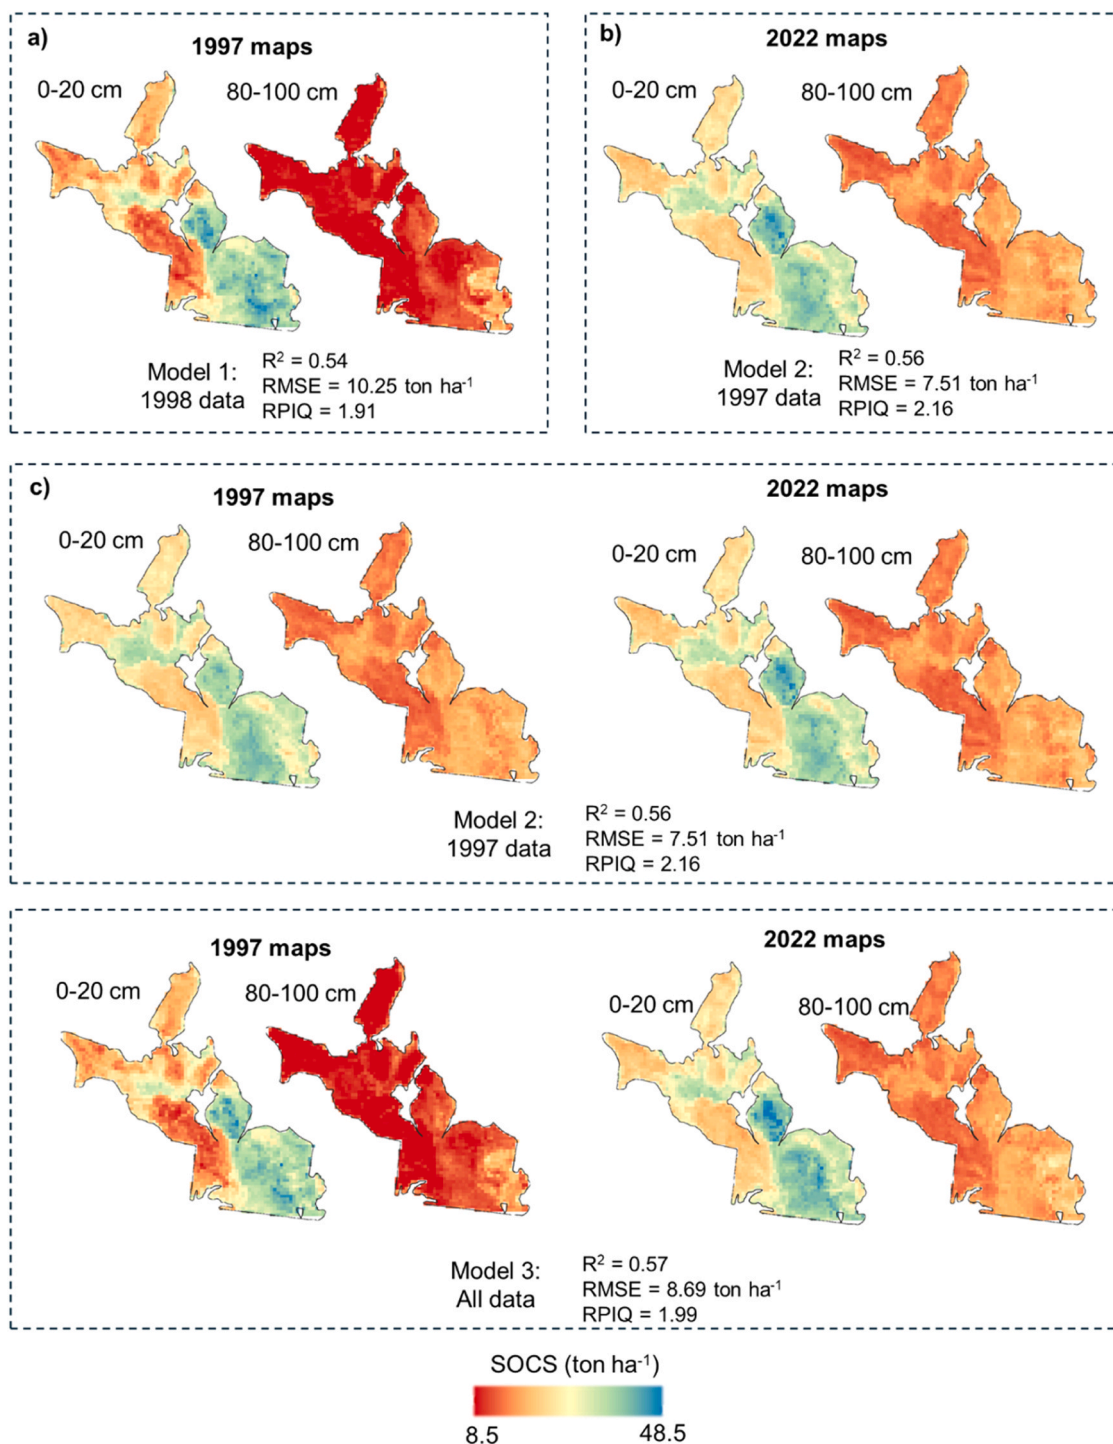 a)
1997 maps
0-20 cm
80-100 cm
Model 1:
1998 data
R² = 0.54
RMSE = 10.25 ton ha⁻¹
RPIQ = 1.91
b)
2022 maps
0-20 cm
80-100 cm
Model 2:
1997 data
R² = 0.56
RMSE = 7.51 ton ha⁻¹
RPIQ = 2.16
c)
1997 maps
0-20 cm
80-100 cm
2022 maps
0-20 cm
80-100 cm
Model 2:
1997 data
R² = 0.56
RMSE = 7.51 ton ha⁻¹
RPIQ = 2.16
1997 maps
0-20 cm
80-100 cm
2022 maps
0-20 cm
80-100 cm
Model 3:
All data
R² = 0.57
RMSE = 8.69 ton ha⁻¹
RPIQ = 1.99
SOCS (ton ha⁻¹)
8.5
48.5